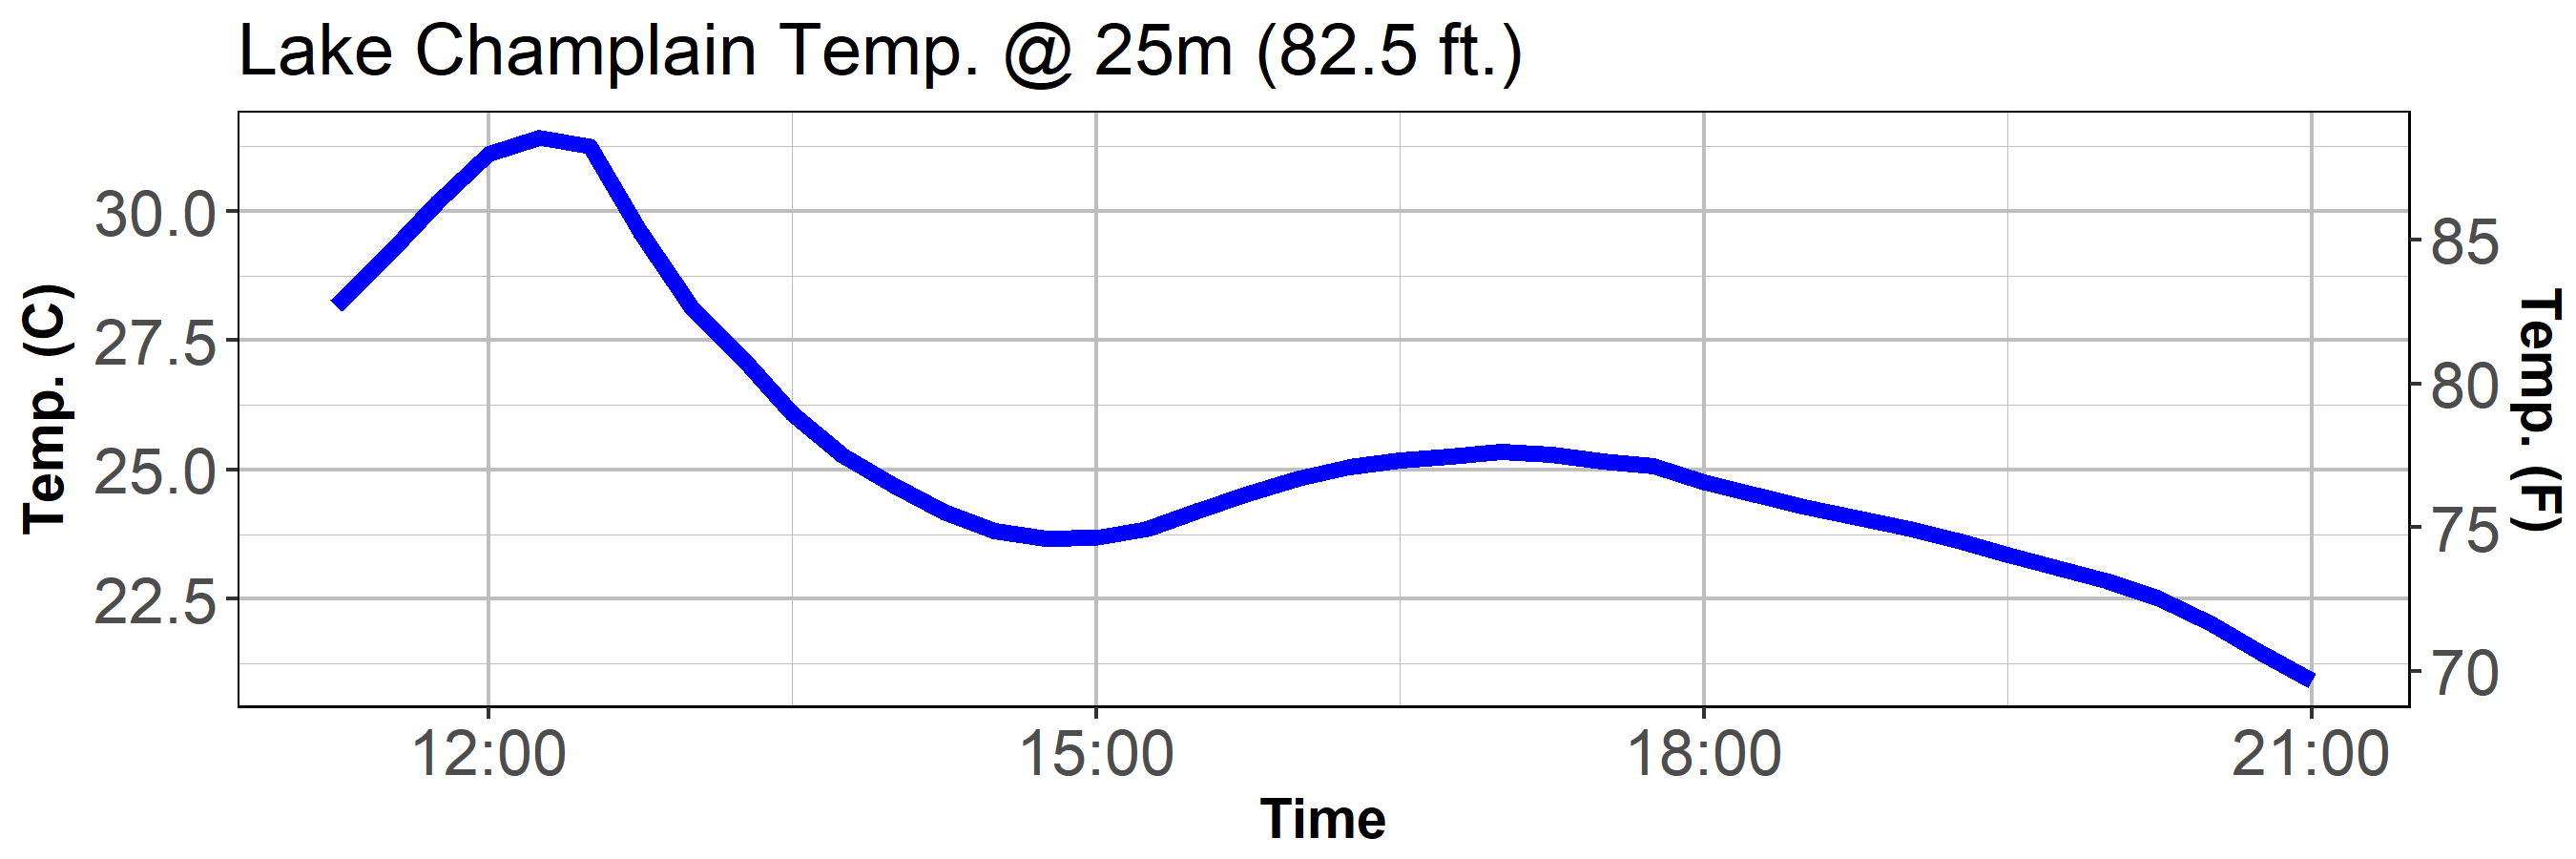 Lake Champlain Temp. @ 25m (82.5 ft.)
Temp. (C)
30.0
27.5
25.0
22.5
85
80
75
70
Temp. (F)
12:00 15:00 18:00 21:00
Time